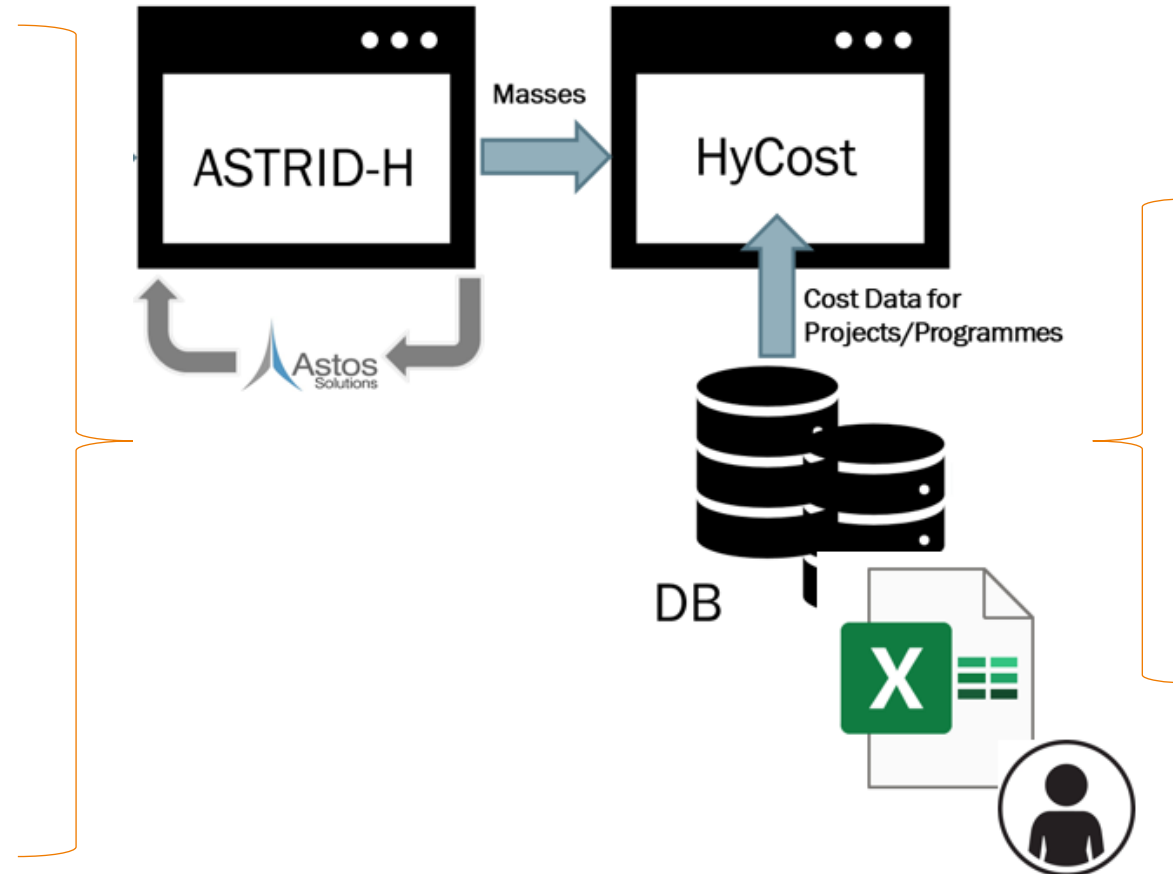 Masses
ASTRID-H
HyCost
Cost Data for
Projects/Programmes
Astos
Solutions
DB
X